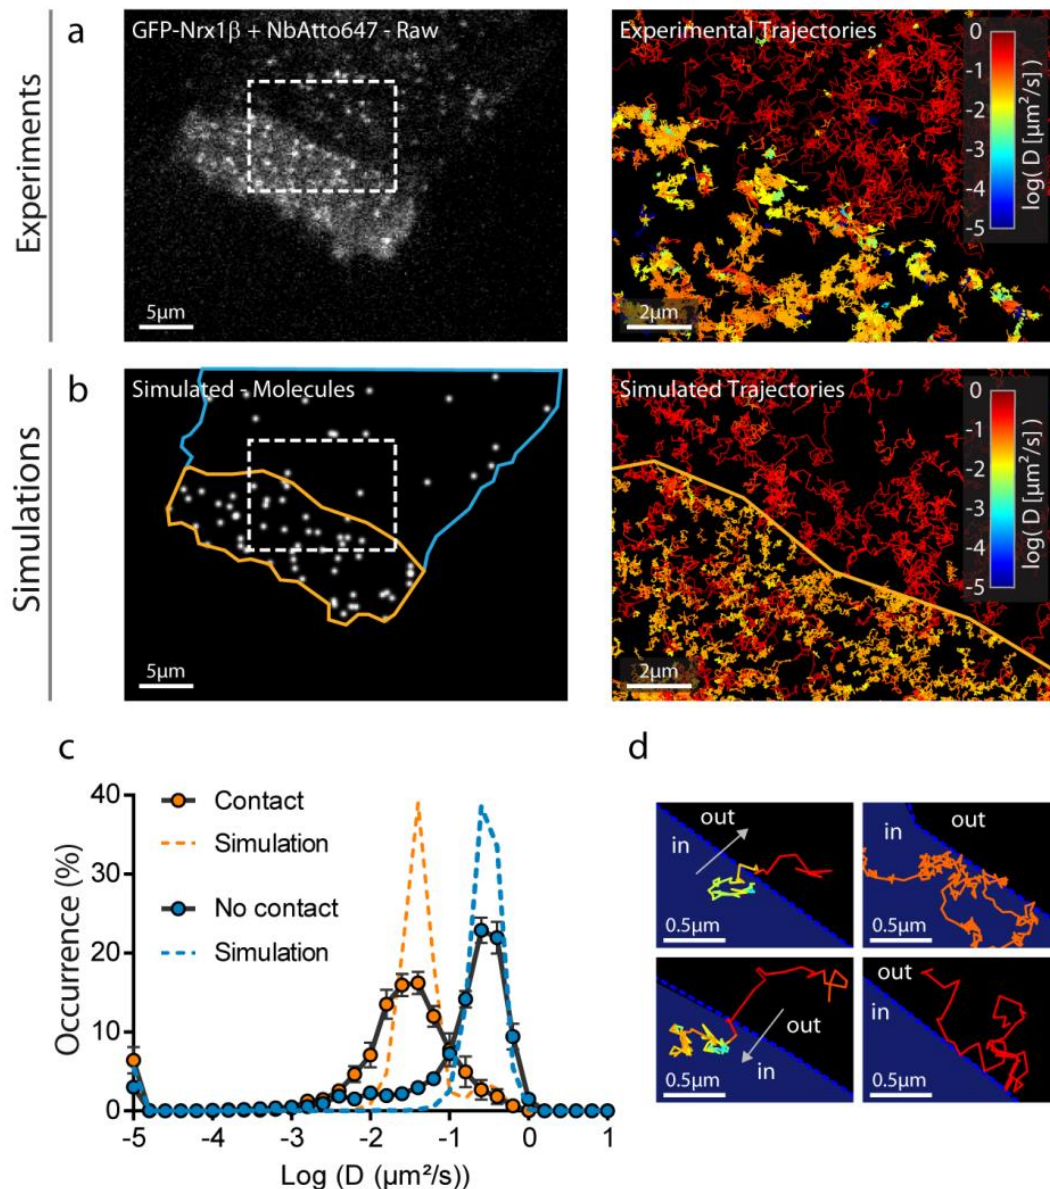 Experiments
a
GFP-Nrx1β + NbAtto647 - Raw
5µm
Experimental Trajectories
0
-1
-2
-3
-4
-5
log( D [µm²/s] )
2µm
Simulations
b
Simulated - Molecules
5µm
Simulated Trajectories
0
-1
-2
-3
-4
-5
log( D [µm²/s] )
2µm
c
Occurrence (%)
40
30
20
10
0
Contact
Simulation
No contact
Simulation
-5 -4 -3 -2 -1 0 1
Log (D (µm²/s))
d
out
in
0.5µm
out
in
0.5µm
out
in
0.5µm
out
in
0.5µm